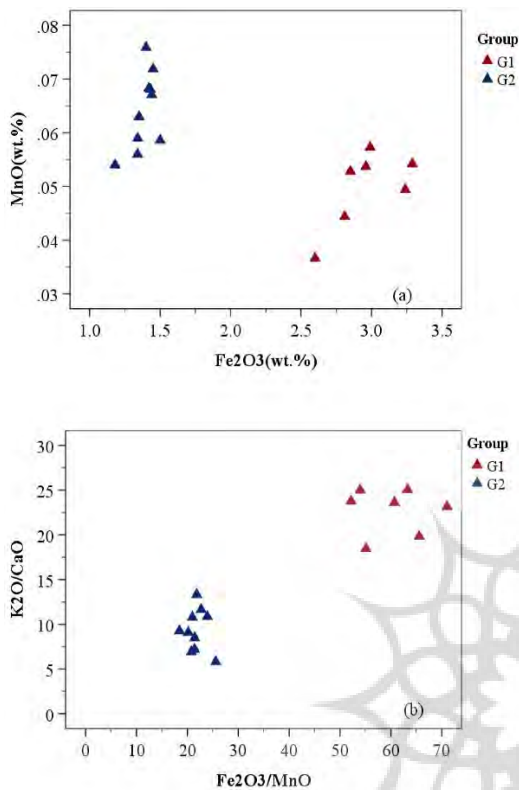 .08
.07
.06
.05
.04
.03
MnO(wt.%)
1.0 1.5 2.0 2.5 3.0 3.5
Fe2O3(wt.%)
(a)
Group
G1
G2
30
25
20
15
10
5
0
K2O/CaO
0 10 20 30 40 50 60 70
Fe2O3/MnO
(b)
Group
G1
G2